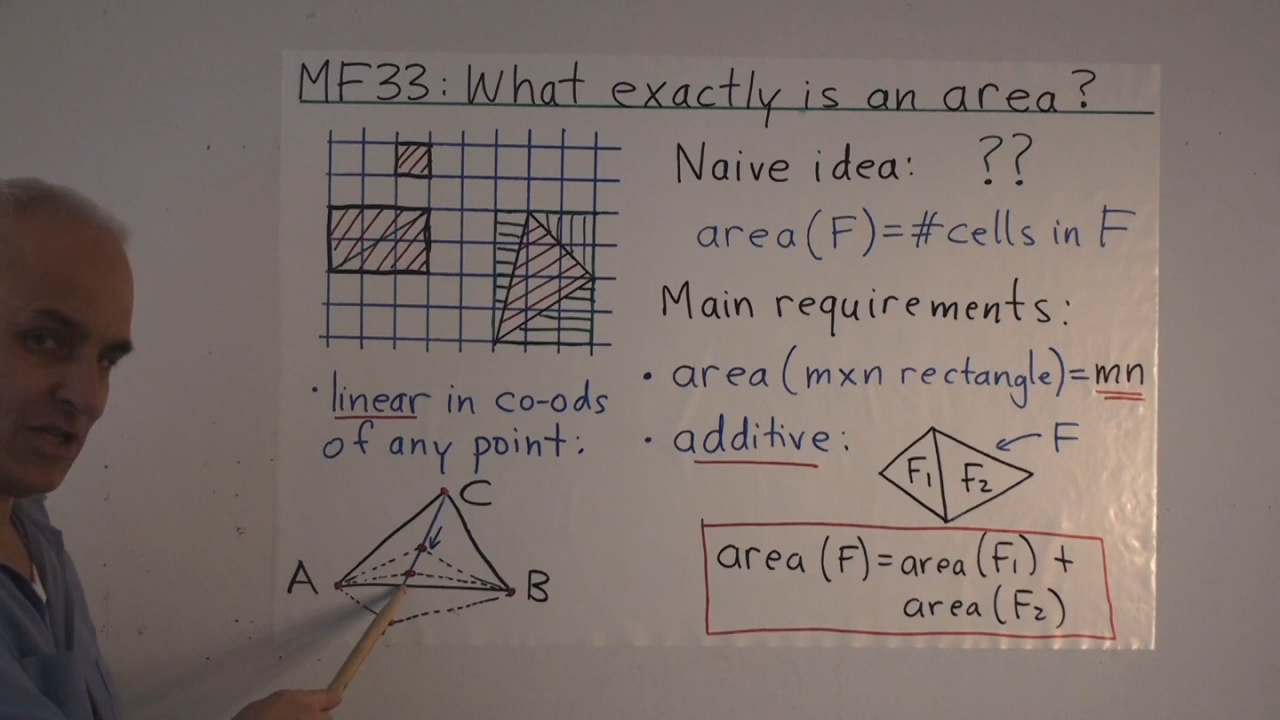 MF33: What exactly is an area?
Naive idea: ??
area(F)=#cells in F
Main requirements:
• area(mxn rectangle)=mn
• additive:
F
F1 F2
area(F)=area(F1)+
area(F2)
• linear in co-ods
of any point:
C
A B